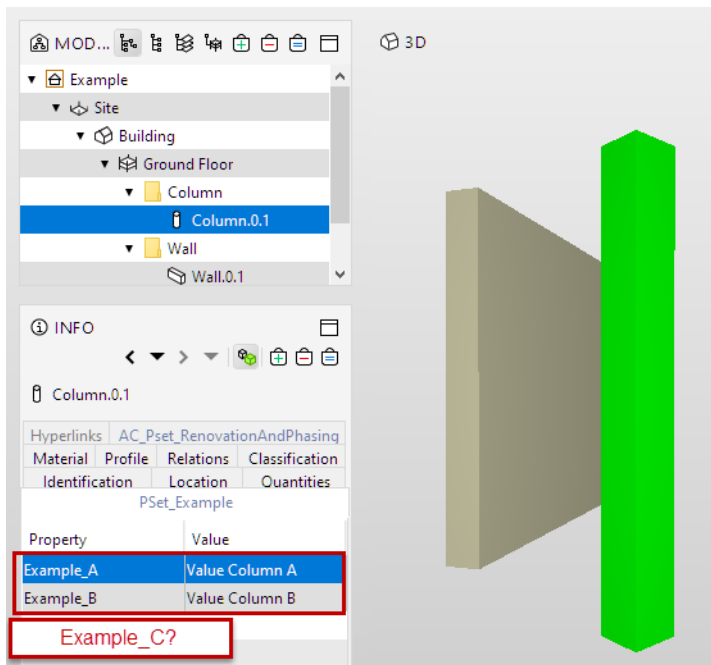 MOD...
3D
Example
Site
Building
Ground Floor
Column
Column.0.1
Wall
Wall.0.1
INFO
Column.0.1
Hyperlinks AC_Pset_RenovationAndPhasing
Material Profile Relations Classification
Identification Location Quantities
PSet_Example
Property Value
Example_A Value Column A
Example_B Value Column B
Example_C?